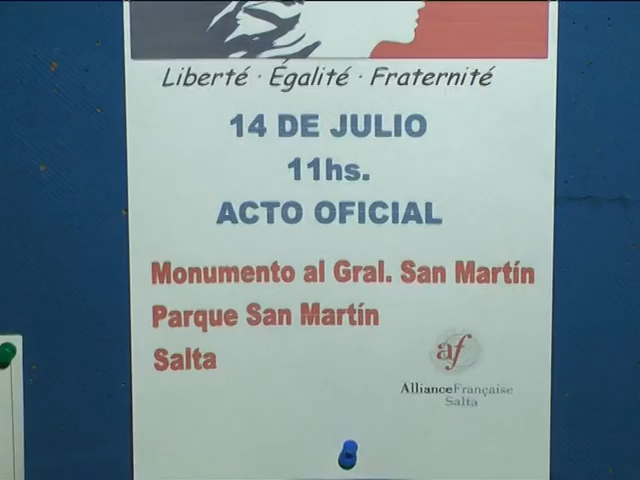 Liberté · Égalité · Fraternité
14 DE JULIO
11hs.
ACTO OFICIAL
Monumento al Gral. San Martín
Parque San Martín
Salta
af
AllianceFrançaise
Salta